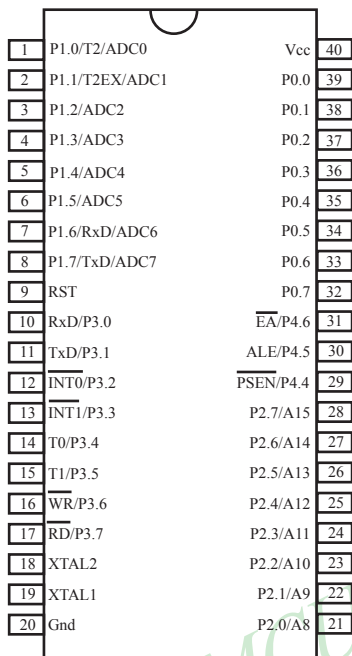 1 P1.0/T2/ADC0 Vcc 40
2 P1.1/T2EX/ADC1 P0.0 39
3 P1.2/ADC2 P0.1 38
4 P1.3/ADC3 P0.2 37
5 P1.4/ADC4 P0.3 36
6 P1.5/ADC5 P0.4 35
7 P1.6/RxD/ADC6 P0.5 34
8 P1.7/TxD/ADC7 P0.6 33
9 RST P0.7 32
10 RxD/P3.0 E̅A̅/P4.6 31
11 TxD/P3.1 ALE/P4.5 30
12 I̅N̅T̅0̅/P3.2 P̅S̅E̅N̅/P4.4 29
13 I̅N̅T̅1̅/P3.3 P2.7/A15 28
14 T0/P3.4 P2.6/A14 27
15 T1/P3.5 P2.5/A13 26
16 W̅R̅/P3.6 P2.4/A12 25
17 R̅D̅/P3.7 P2.3/A11 24
18 XTAL2 P2.2/A10 23
19 XTAL1 P2.1/A9 22
20 Gnd P2.0/A8 21